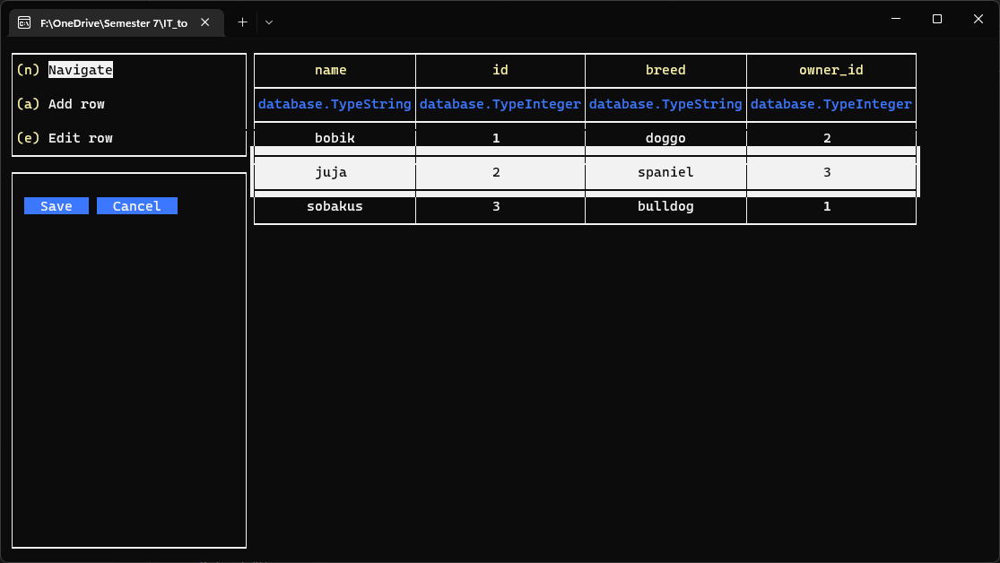 F:\OneDrive\Semester 7\IT_to
(n) Navigate
(a) Add row
(e) Edit row
Save Cancel
name id breed owner_id
database.TypeString database.TypeInteger database.TypeString database.TypeInteger
bobik 1 doggo 2
juja 2 spaniel 3
sobakus 3 bulldog 1